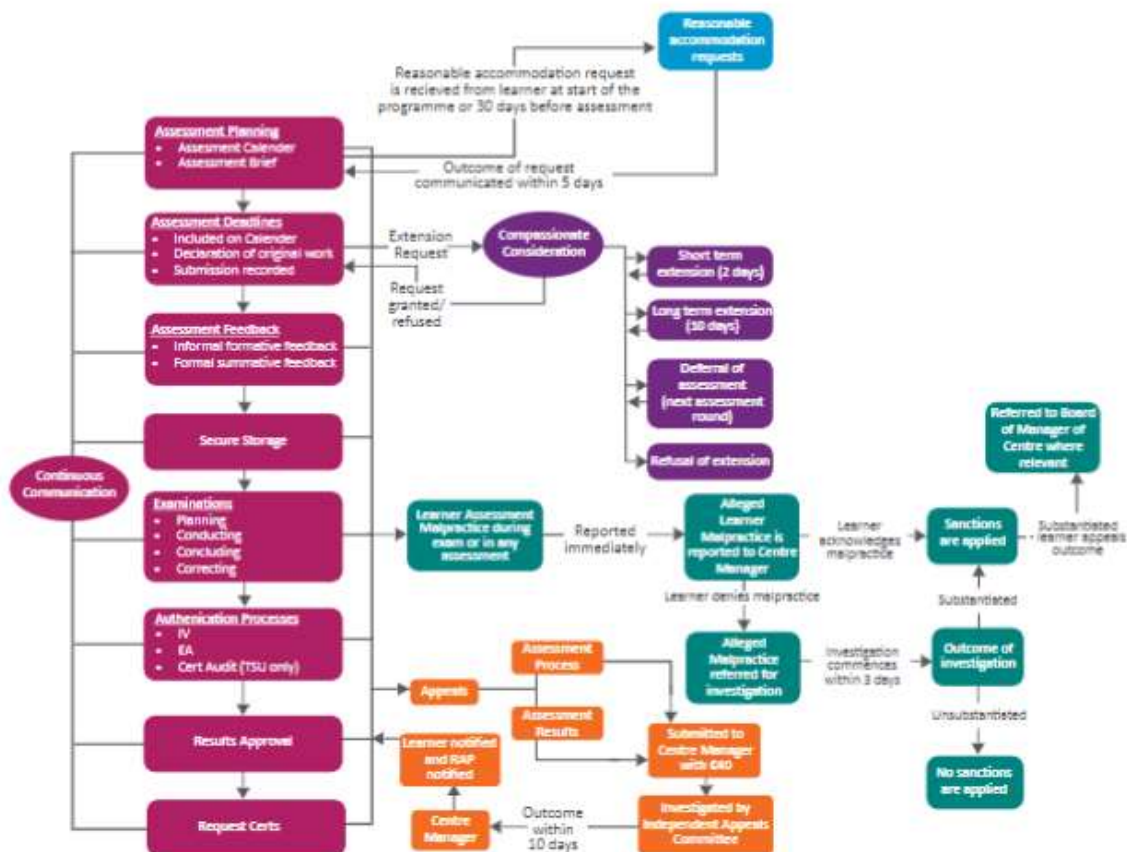 Reasonable
accommodation
requests
Reasonable accommodation request
is recieved from learner at start of the
programme or 30 days before assessment
Assessment Planning
• Assesment Calender
• Assessment Brief
Outcome of request
communicated within 5 days
Assessment Deadlines
• Included on Calender
• Declaration of original work
• Submission recorded
Extension
Request
Compassionate
Consideration
Request
granted/
refused
Short term
extension (2 days)
Long term extension
(10 days)
Deferral of
assessment
(next assessment
round)
Refusal of extension
Assessment Feedback
• Informal formative feedback
• Formal summative feedback
Secure Storage
Continuous
Communication
Examinations
• Planning
• Conducting
• Concluding
• Correcting
Learner Assessment
Malpractice during
exam or in any
assessment
Reported
immediately
Alleged
Learner
Malpractice is
reported to Centre
Manager
Learner
acknowledges
malpractice
Sanctions
are applied
Substantiated
- learner appeals
outcome
Referred to Board
of Manager of
Centre where
relevant
Learner denies malpractice
Substantiated
Alleged
Malpractice
referred for
investigation
Investigation
commences
within 3 days
Outcome of
investigation
Unsubstantiated
No sanctions
are applied
Authenication Processes
• IV
• EA
• Cert Audit (TSU only)
Appeals
Assessment
Process
Assessment
Results
Submitted to
Centre Manager
with €40
Results Approval
Learner notified
and RAP
notified
Centre
Manager
Outcome
within
10 days
Investigated by
Independent Appeals
Committee
Request Certs